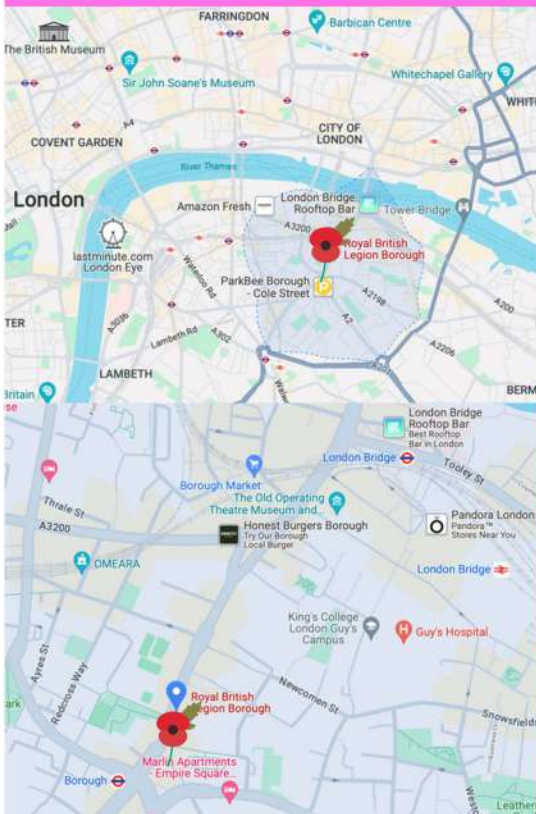 FARRINGDON
Barbican Centre
The British Museum
Sir John Soane's Museum
Whitechapel Gallery
A4
COVENT GARDEN
CITY OF
LONDON
River Thames
London
Amazon Fresh
London Bridge
Rooftop Bar
Tower Bridge
A3200
Royal British
Legion Borough
lastminute.com
London Eye
Waterloo Rd
ParkBee Borough
- Cole Street
A2198
A200
A3036
Lambeth Rd
A302
A2
A2206
TER
A201
LAMBETH
Britain
BERM
London Bridge
Rooftop Bar
Best Rooftop
Bar in London
London Bridge
Tooley St
Borough Market
Thrale St
The Old Operating
Theatre Museum and...
A3200
Honest Burgers Borough
Try Our Borough
Local Burger
Pandora London
Pandora™
Stores Near You
OMEARA
London Bridge
King's College
London Guy's
Campus
Guy's Hospital
Ayres St
Redcross Way
Newcomen St
Royal British
Legion Borough
Snowsfields
ark
Marlin Apartments
- Empire Square...
Borough
Leather